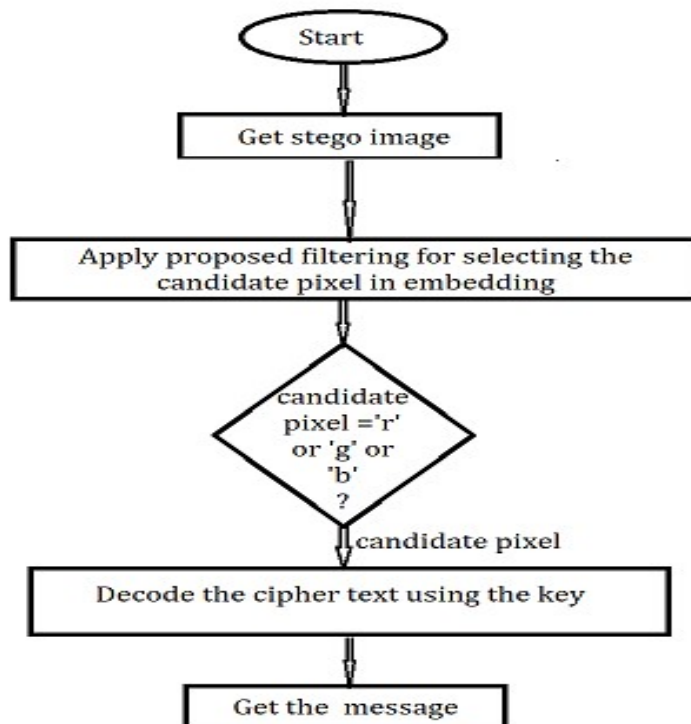 Start
Get stego image
Apply proposed filtering for selecting the
candidate pixel in embedding
candidate
pixel ='r'
or 'g' or
'b'
?
candidate pixel
Decode the cipher text using the key
Get the message